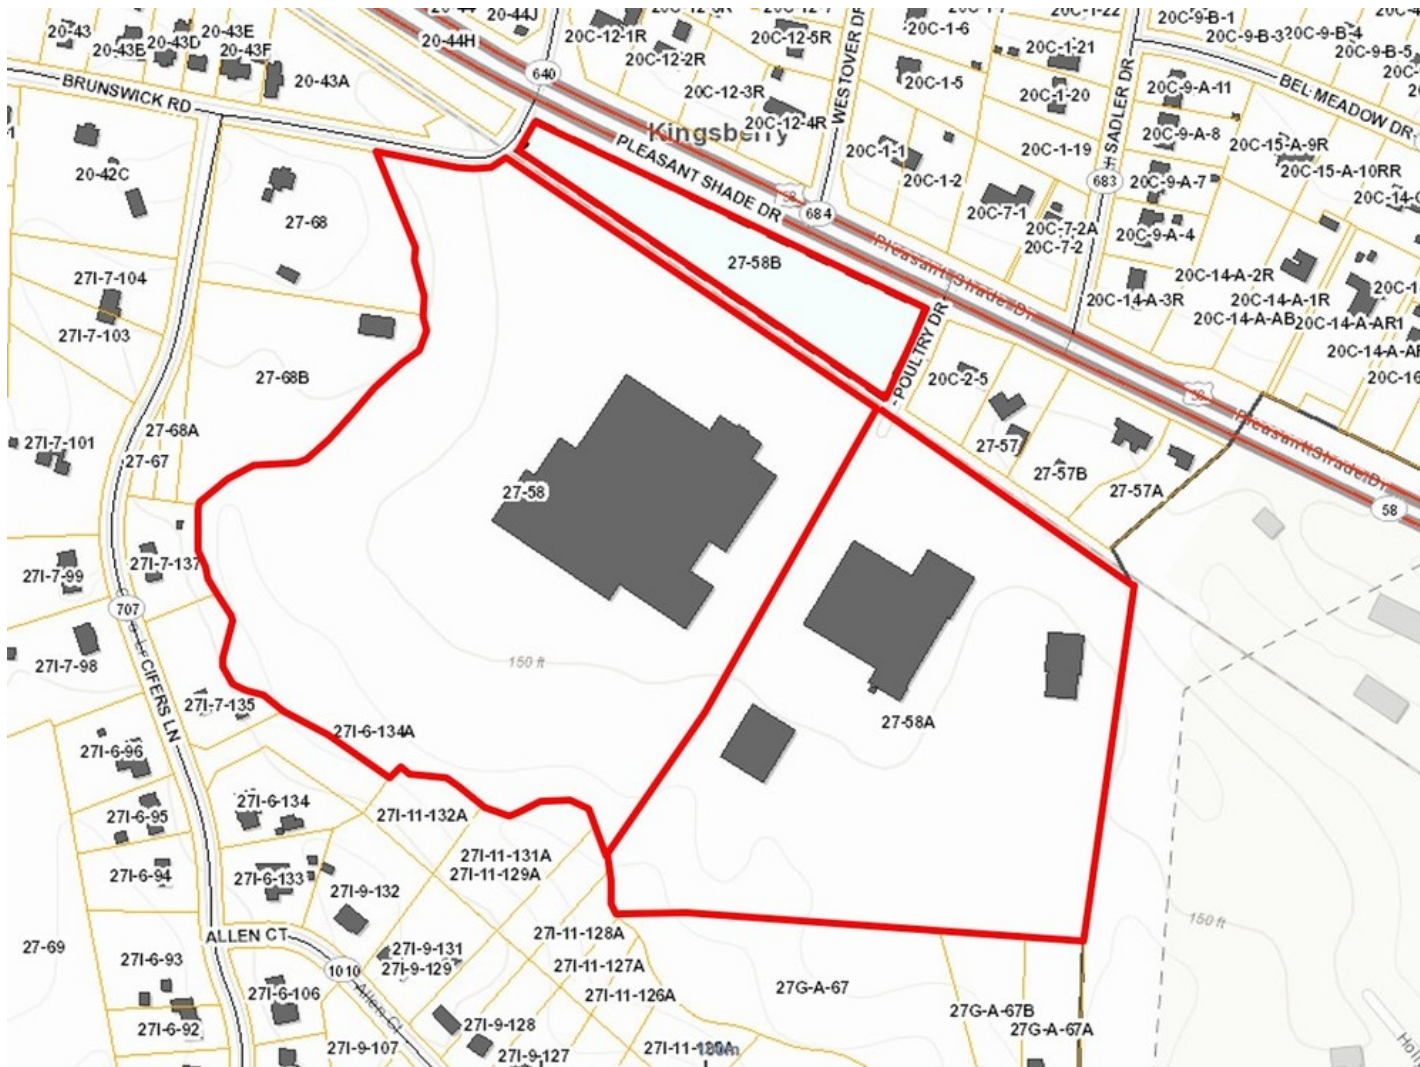 20-44J
20-43
20-43E
20-43D
20-43E
20-43F
20-44H
20-43A
BRUNSWICK RD
640
20C-12-1R
20C-12-2R
20C-12-5R
20C-12-3R
20C-12-4R
Kingsberry
WESTOVER DR
20C-1-6
20C-1-5
20C-1-1
20C-1-2
20C-1-22
20C-1-21
20C-1-20
20C-1-19
SADLER DR
683
20C-9-B-1
20C-9-B-3
20C-9-B-4
20C-9-B-5
BEL MEADOW DR
20C-9-A-11
20C-9-A-8
20C-9-A-7
20C-9-A-4
20C-15-A-9R
20C-15-A-10RR
20C-7-1
20C-7-2A
20C-7-2
20C-14-A-2R
20C-14-A-3R
20C-14-A-1R
20C-14-A-AB
20C-14-A-AR1
PLEASANT SHADE DR
58
684
Pleasant Shade Dr
58
Pleasant Shade Dr
58
20-42C
27-68
27I-7-104
27I-7-103
27-68B
27-68A
27I-7-101
27-67
27-58B
POULTRY DR
20C-2-5
27-57
27-57B
27-57A
27-58
27I-7-99
27I-7-137
707
27I-7-98
CIFERS LN
27I-7-135
27I-6-134A
150 ft
27-58A
27I-6-96
27I-6-95
27I-6-94
27I-6-134
27I-6-133
27I-11-132A
27I-11-131A
27I-11-129A
27I-9-132
27I-11-128A
27I-11-127A
27I-11-126A
27-69
ALLEN CT
27I-9-131
27I-9-129
1010
Allen Ct
27I-6-93
27I-6-106
27I-6-92
27I-9-128
27I-9-127
27I-9-107
27G-A-67
27G-A-67B
27G-A-67A
150 ft